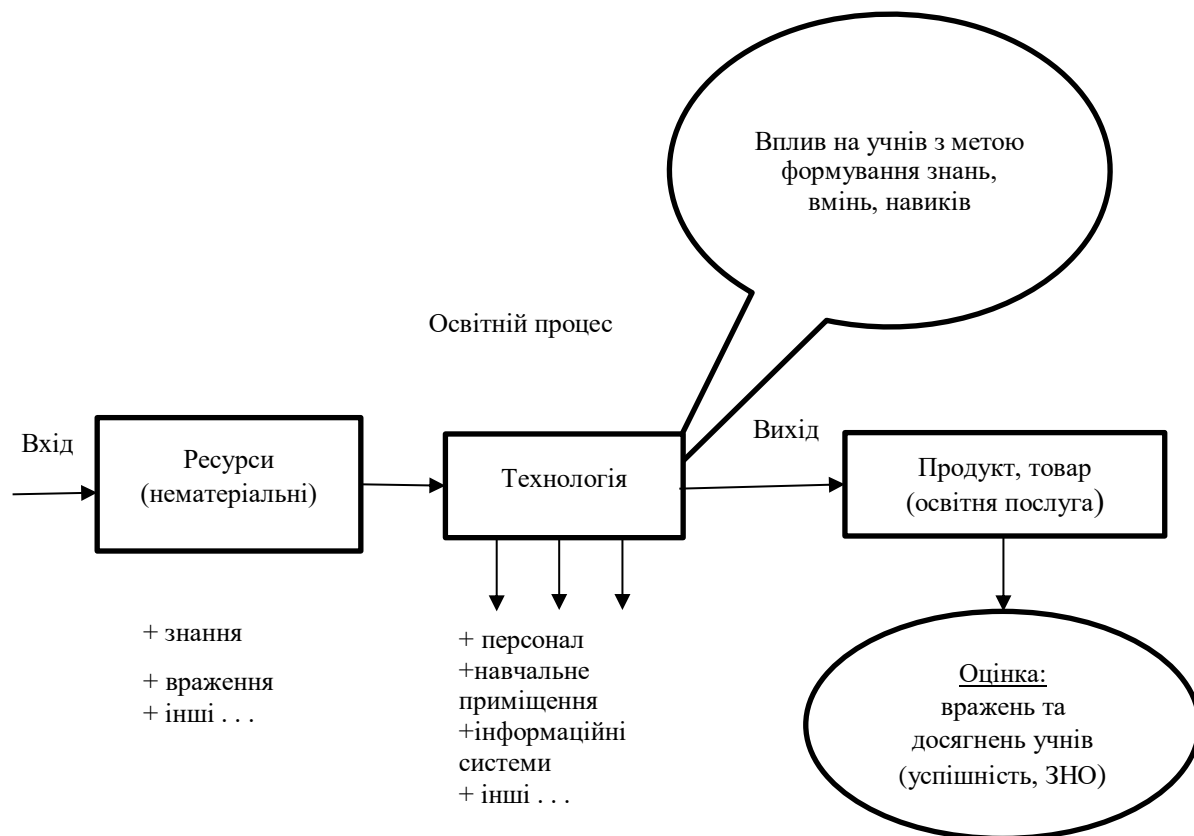 Вплив на учнів з метою
формування знань,
вмінь, навиків
Освітній процес
Вхід
Ресурси
(нематеріальні)
Технологія
Вихід
Продукт, товар
(освітня послуга)
+ знання
+ враження
+ інші . . .
+ персонал
+навчальне
приміщення
+інформаційні
системи
+ інші . . .
Оцінка:
вражень та
досягнень учнів
(успішність, ЗНО)